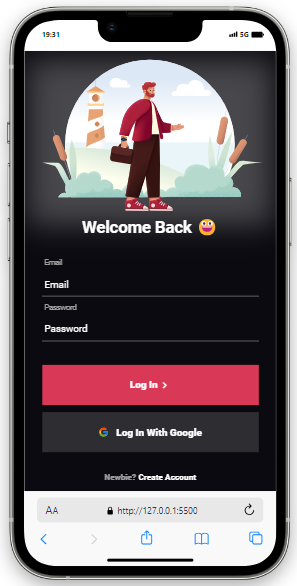 19:31
5G
Welcome Back
Email
Email
Password
Password
Log In
Log In With Google
Newbie? Create Account
AA
http://127.0.0.1:5500